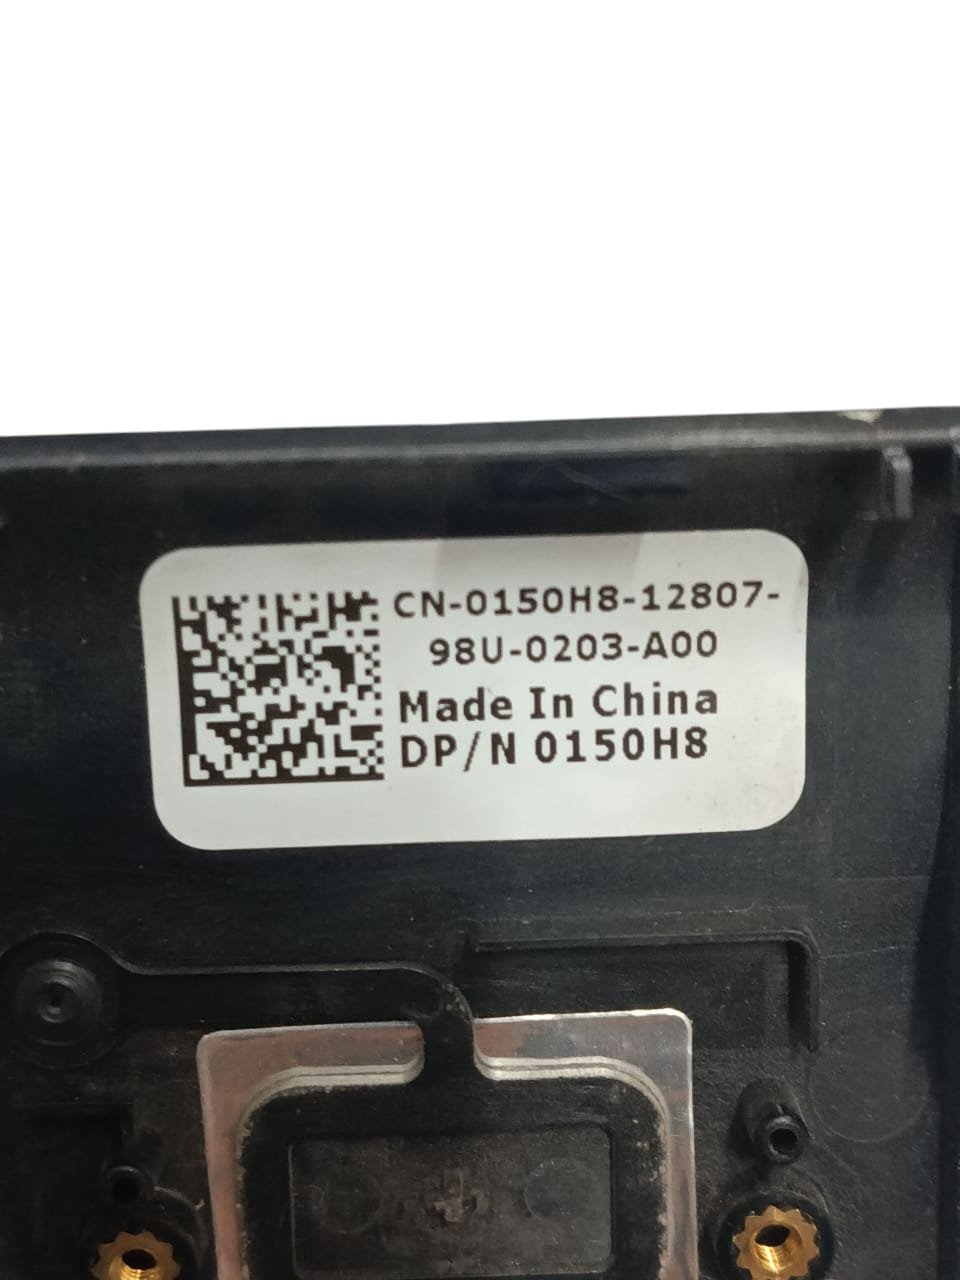 CN-0150H8-12807-
98U-0203-A00
Made In China
DP/N 0150H8